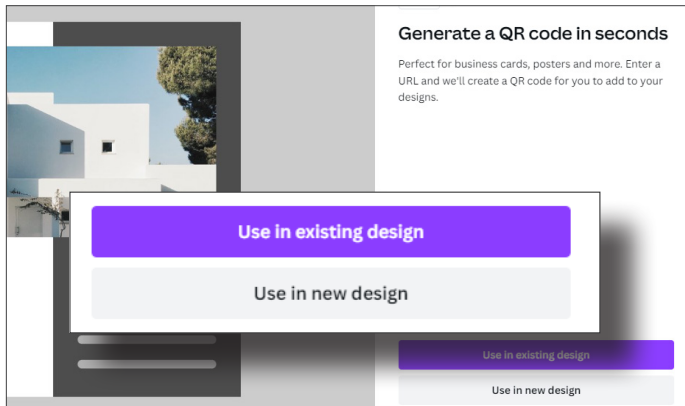 Generate a QR code in seconds
Perfect for business cards, posters and more. Enter a
URL and we'll create a QR code for you to add to your
designs.
Use in existing design
Use in new design
Use in existing design
Use in new design